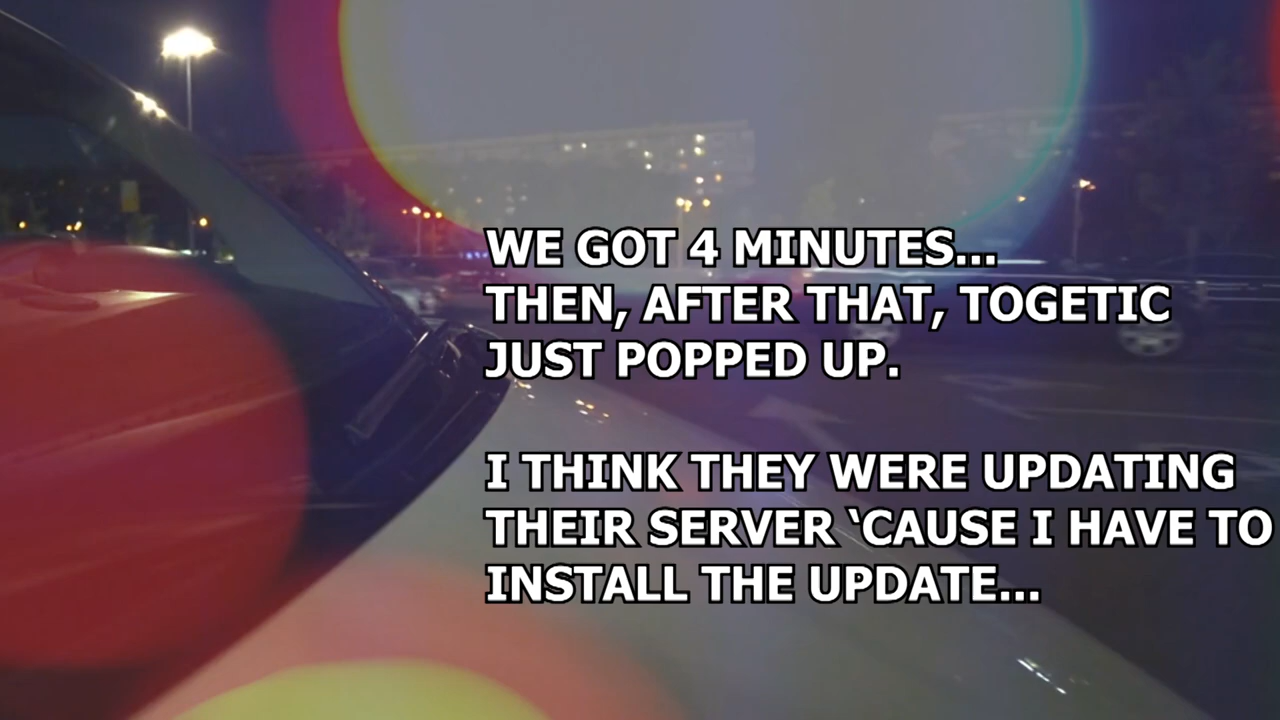 WE GOT 4 MINUTES...
THEN, AFTER THAT, TOGETIC
JUST POPPED UP.
I THINK THEY WERE UPDATING
THEIR SERVER ‘CAUSE I HAVE TO
INSTALL THE UPDATE...